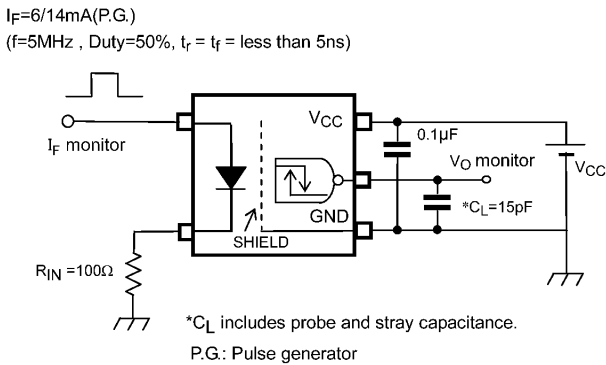 IF=6/14mA(P.G.)
(f=5MHz , Duty=50%, tr = tf = less than 5ns)
IF monitor
VCC
0.1µF
VO monitor
VCC
*CL=15pF
GND
SHIELD
RIN =100Ω
*CL includes probe and stray capacitance.
P.G.: Pulse generator